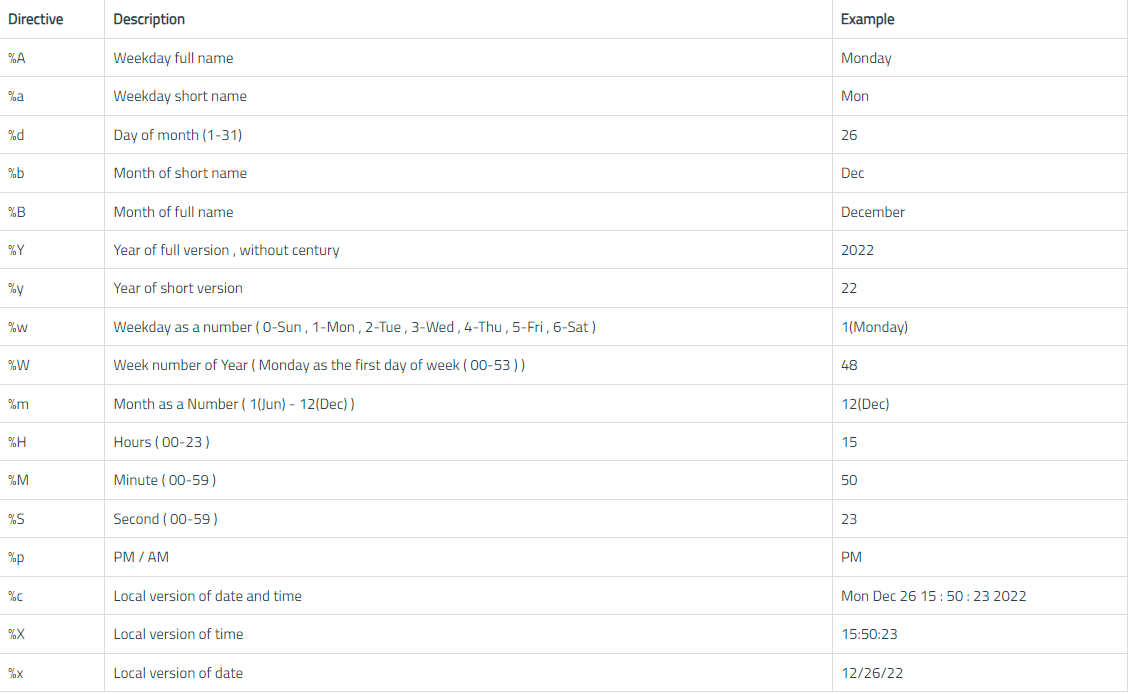 Directive Description Example
%A Weekday full name Monday
%a Weekday short name Mon
%d Day of month (1-31) 26
%b Month of short name Dec
%B Month of full name December
%Y Year of full version , without century 2022
%y Year of short version 22
%w Weekday as a number ( 0-Sun , 1-Mon , 2-Tue , 3-Wed , 4-Thu , 5-Fri , 6-Sat ) 1(Monday)
%W Week number of Year ( Monday as the first day of week ( 00-53 ) ) 48
%m Month as a Number ( 1(Jun) - 12(Dec) ) 12(Dec)
%H Hours ( 00-23 ) 15
%M Minute ( 00-59 ) 50
%S Second ( 00-59 ) 23
%p PM / AM PM
%c Local version of date and time Mon Dec 26 15 : 50 : 23 2022
%X Local version of time 15:50:23
%x Local version of date 12/26/22